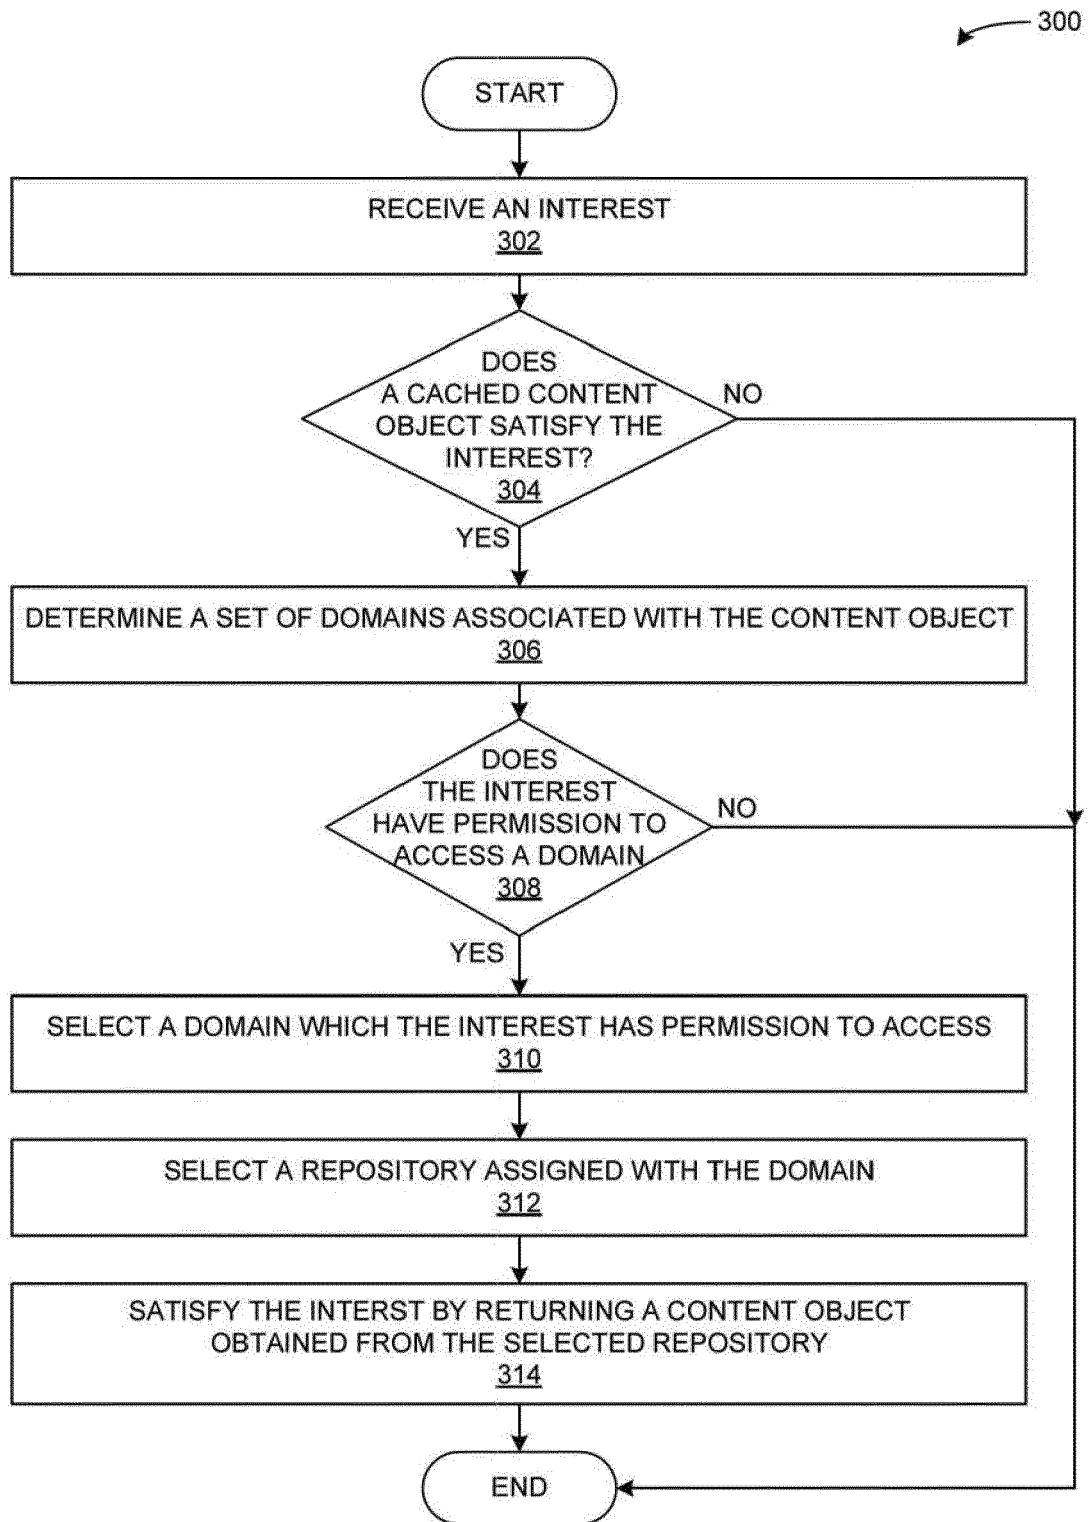 300
START
RECEIVE AN INTEREST
302
DOES
A CACHED CONTENT
OBJECT SATISFY THE
INTEREST?
304
NO
YES
DETERMINE A SET OF DOMAINS ASSOCIATED WITH THE CONTENT OBJECT
306
DOES
THE INTEREST
HAVE PERMISSION TO
ACCESS A DOMAIN
308
NO
YES
SELECT A DOMAIN WHICH THE INTEREST HAS PERMISSION TO ACCESS
310
SELECT A REPOSITORY ASSIGNED WITH THE DOMAIN
312
SATISFY THE INTERST BY RETURNING A CONTENT OBJECT
OBTAINED FROM THE SELECTED REPOSITORY
314
END